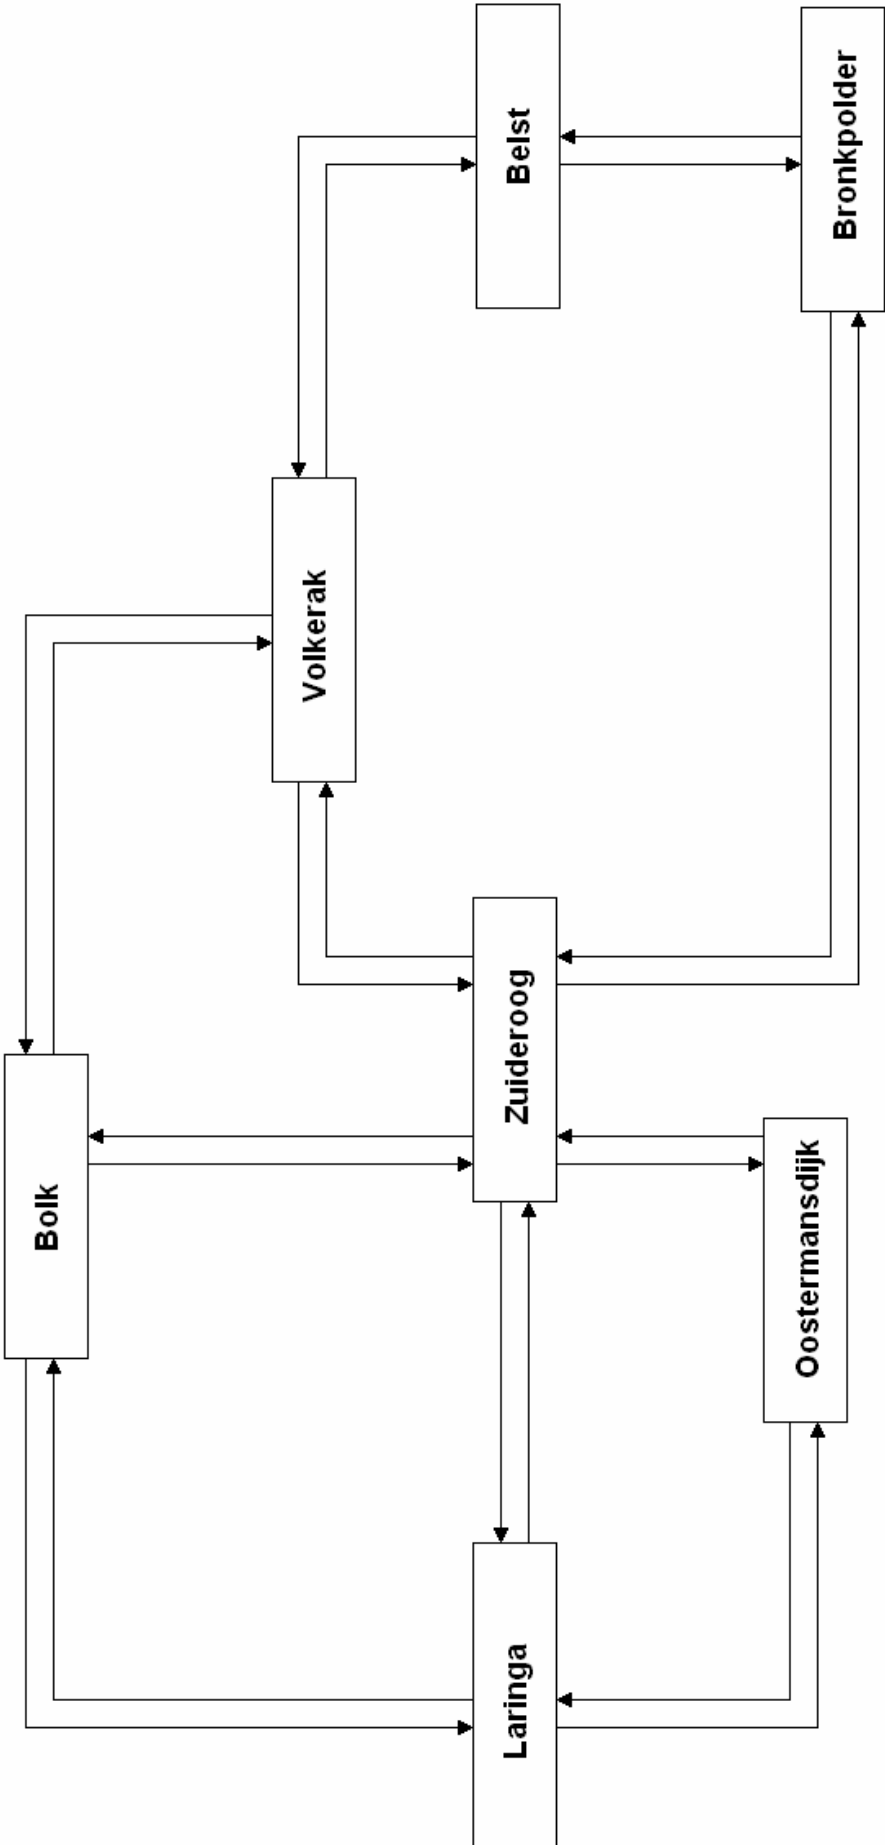 Belst
Bronkpolder
Volkerak
Zuideroog
Bolk
Oostermansdijk
Laringa